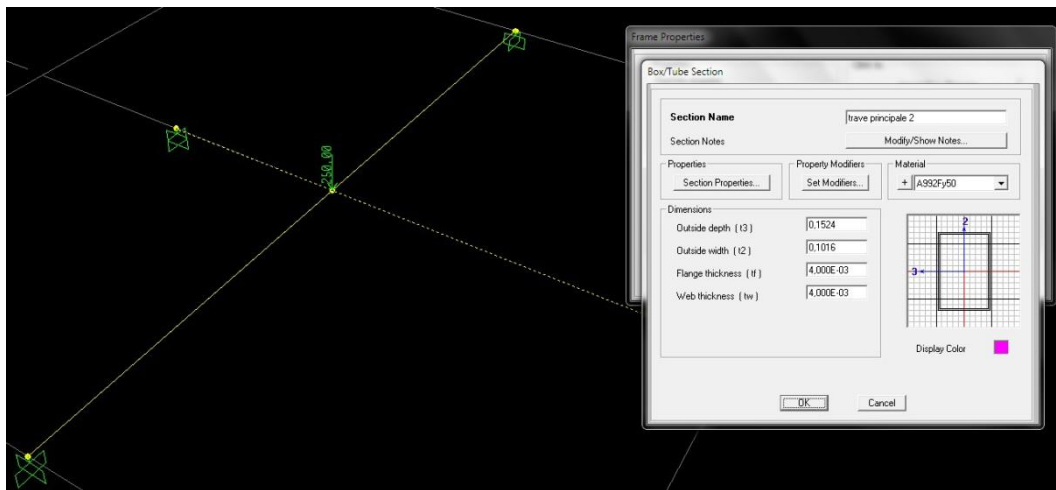 250.00
Frame Properties
Box/Tube Section
Section Name
trave principale 2
Section Notes
Modify/Show Notes...
Properties
Section Properties...
Property Modifiers
Set Modifiers...
Material
+
A992Fy50
Dimensions
Outside depth ( t3 )
0,1524
Outside width ( t2 )
0,1016
Flange thickness ( tf )
4,000E-03
Web thickness ( tw )
4,000E-03
2
3
Display Color
OK
Cancel